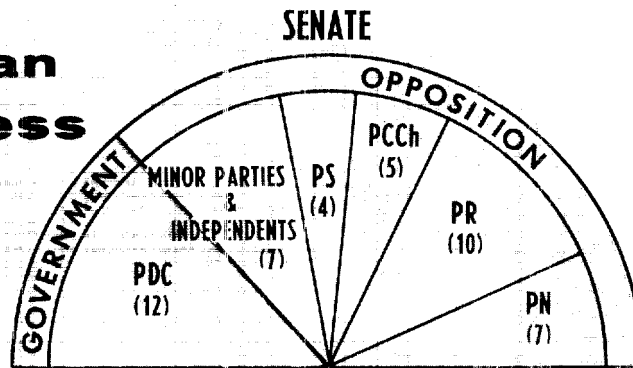 SENATE
an
ess
GOVERNMENT
OPPOSITION
MINOR PARTIES
&
INDEPENDENTS
(7)
PDC
(12)
PS
(4)
PCCh
(5)
PR
(10)
PN
(7)